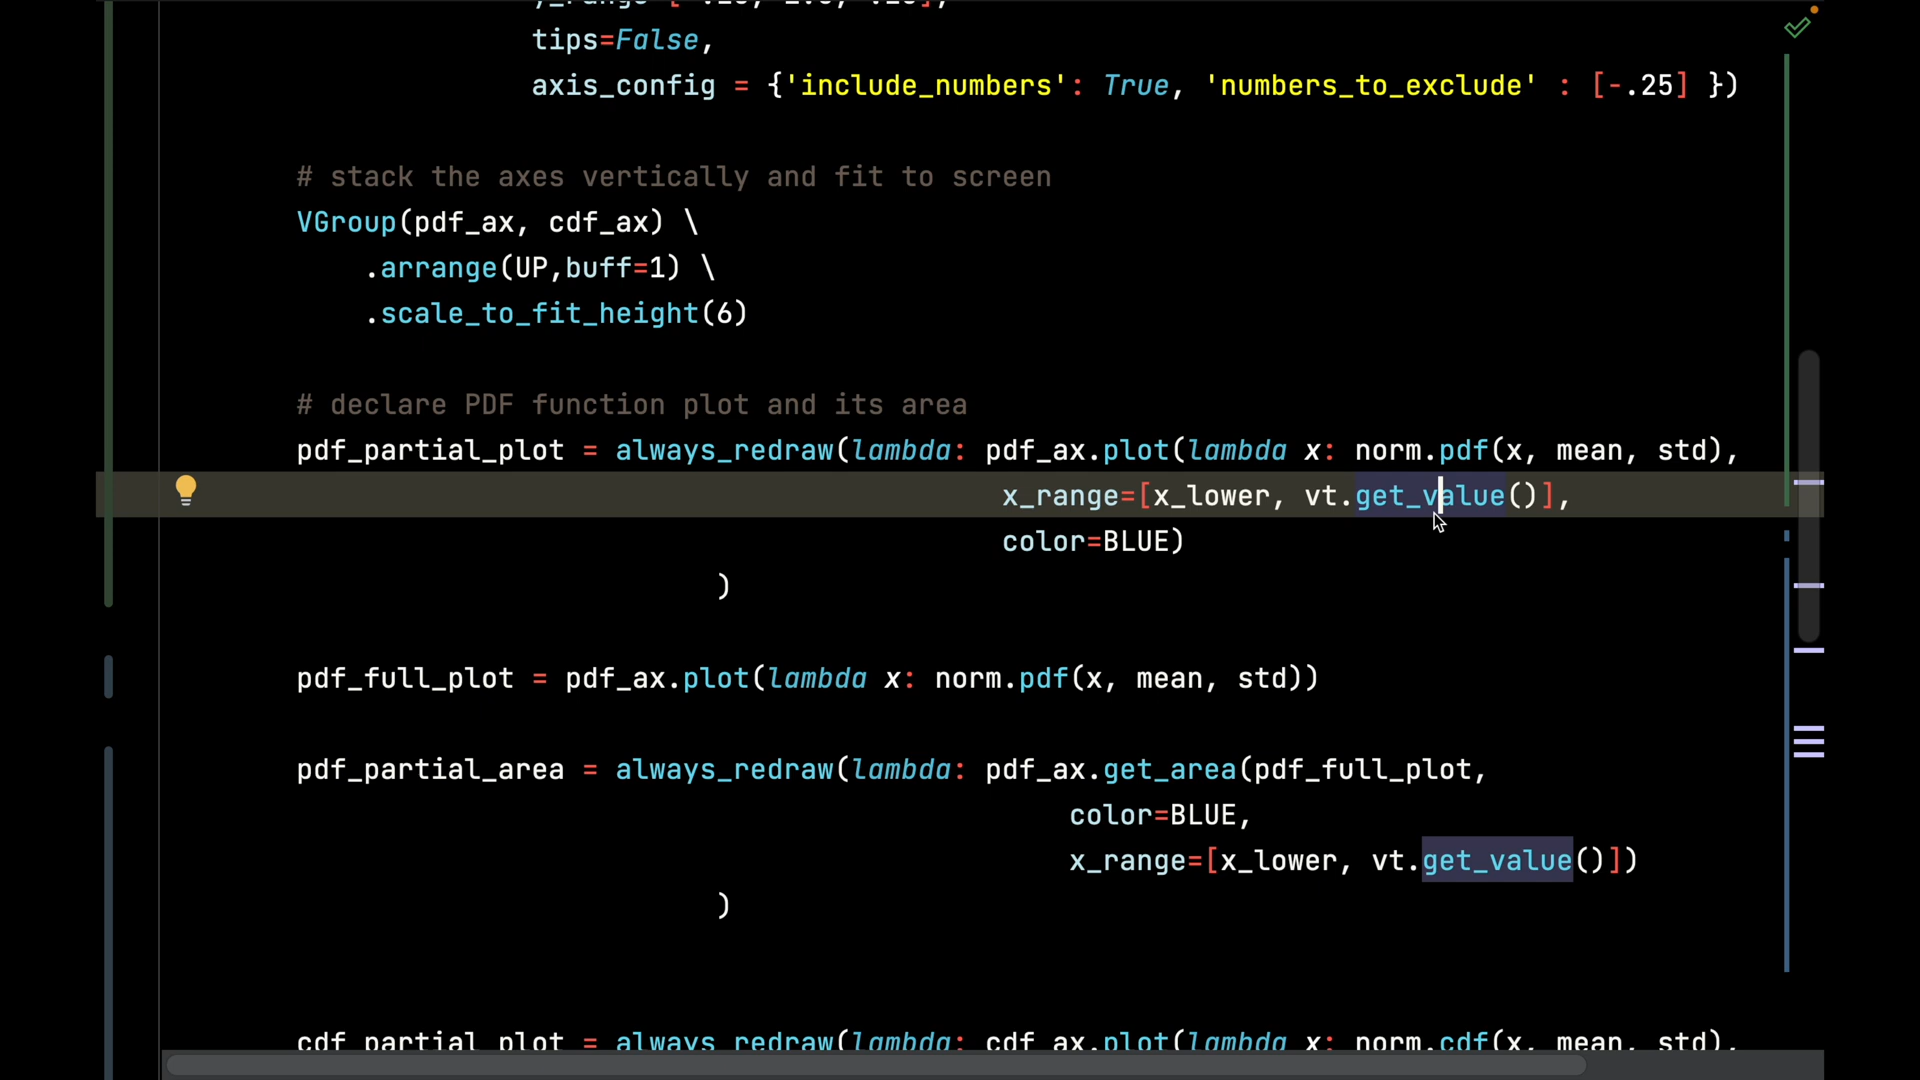 tips=False,
axis_config = {'include_numbers': True, 'numbers_to_exclude' : [-.25] })
# stack the axes vertically and fit to screen
VGroup(pdf_ax, cdf_ax) \
.arrange(UP,buff=1) \
.scale_to_fit_height(6)
# declare PDF function plot and its area
pdf_partial_plot = always_redraw(lambda: pdf_ax.plot(lambda x: norm.pdf(x, mean, std),
x_range=[x_lower, vt.get_value()],
color=BLUE)
)
pdf_full_plot = pdf_ax.plot(lambda x: norm.pdf(x, mean, std))
pdf_partial_area = always_redraw(lambda: pdf_ax.get_area(pdf_full_plot,
color=BLUE,
x_range=[x_lower, vt.get_value()])
)
cdf_partial_plot = always_redraw(lambda: cdf_ax.plot(lambda x: norm.cdf(x, mean, std),